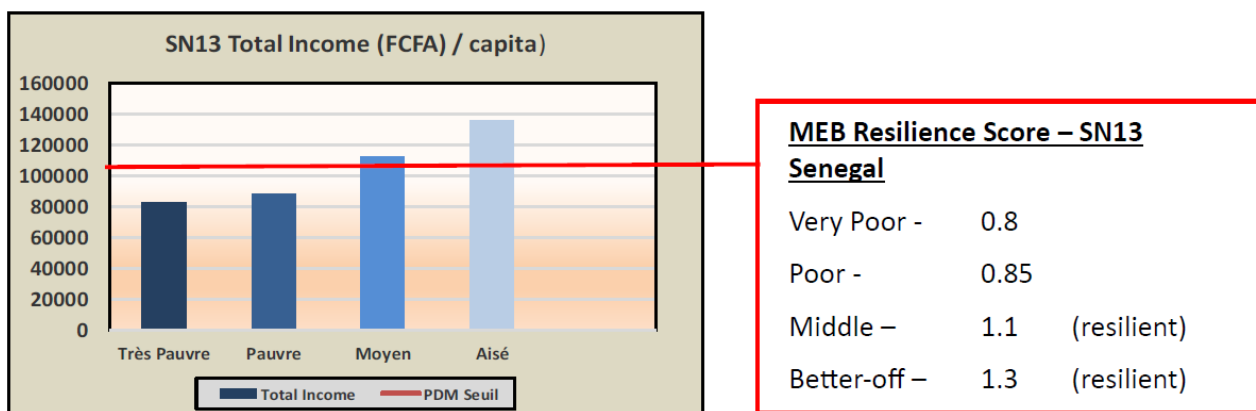 SN13 Total Income (FCFA) / capita)
160000
140000
120000
100000
80000
60000
40000
20000
0
Très Pauvre Pauvre Moyen Aisé
Total Income PDM Seuil
MEB Resilience Score – SN13
Senegal
Very Poor - 0.8
Poor - 0.85
Middle – 1.1 (resilient)
Better-off – 1.3 (resilient)